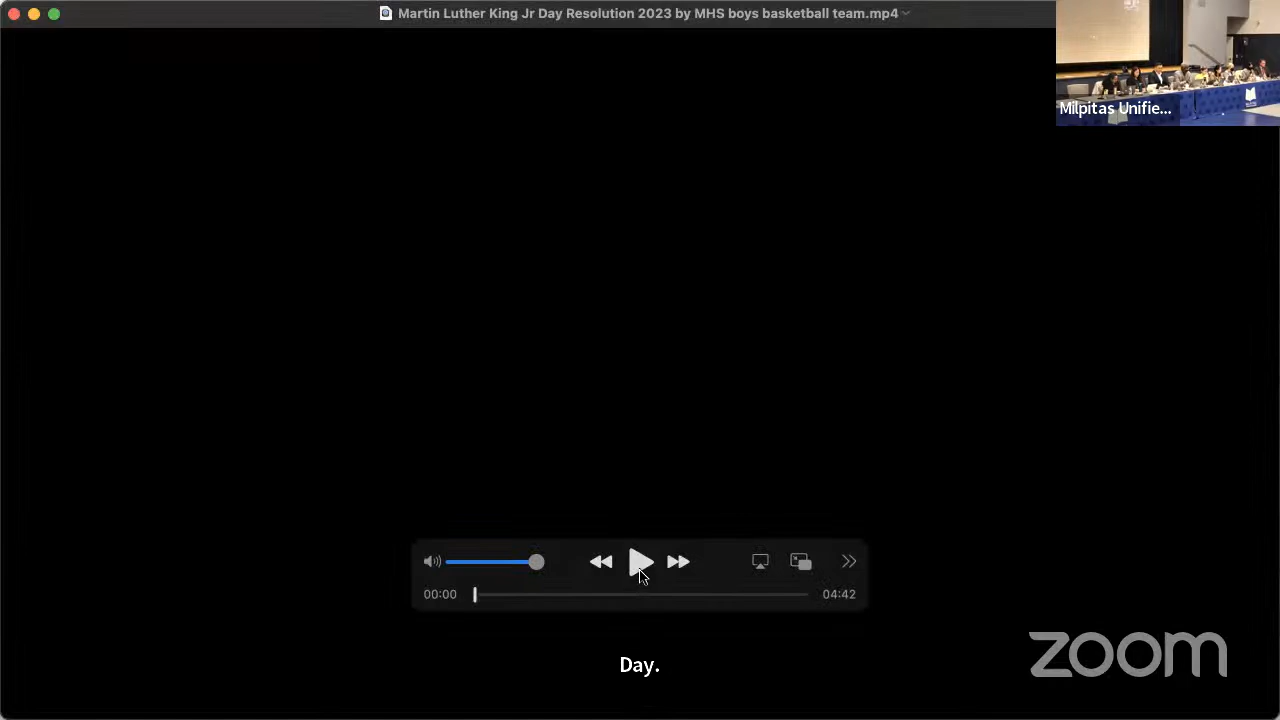 Martin Luther King Jr Day Resolution 2023 by MHS boys basketball team.mp4
Milpitas Unifie...
00:00
04:42
Day.
zoom